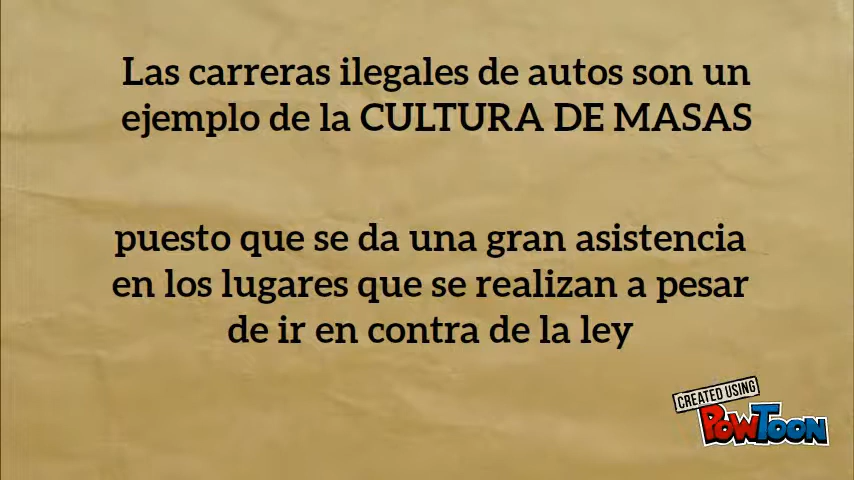 Las carreras ilegales de autos son un
ejemplo de la CULTURA DE MASAS
puesto que se da una gran asistencia
en los lugares que se realizan a pesar
de ir en contra de la ley
CREATED USING
POWTOON